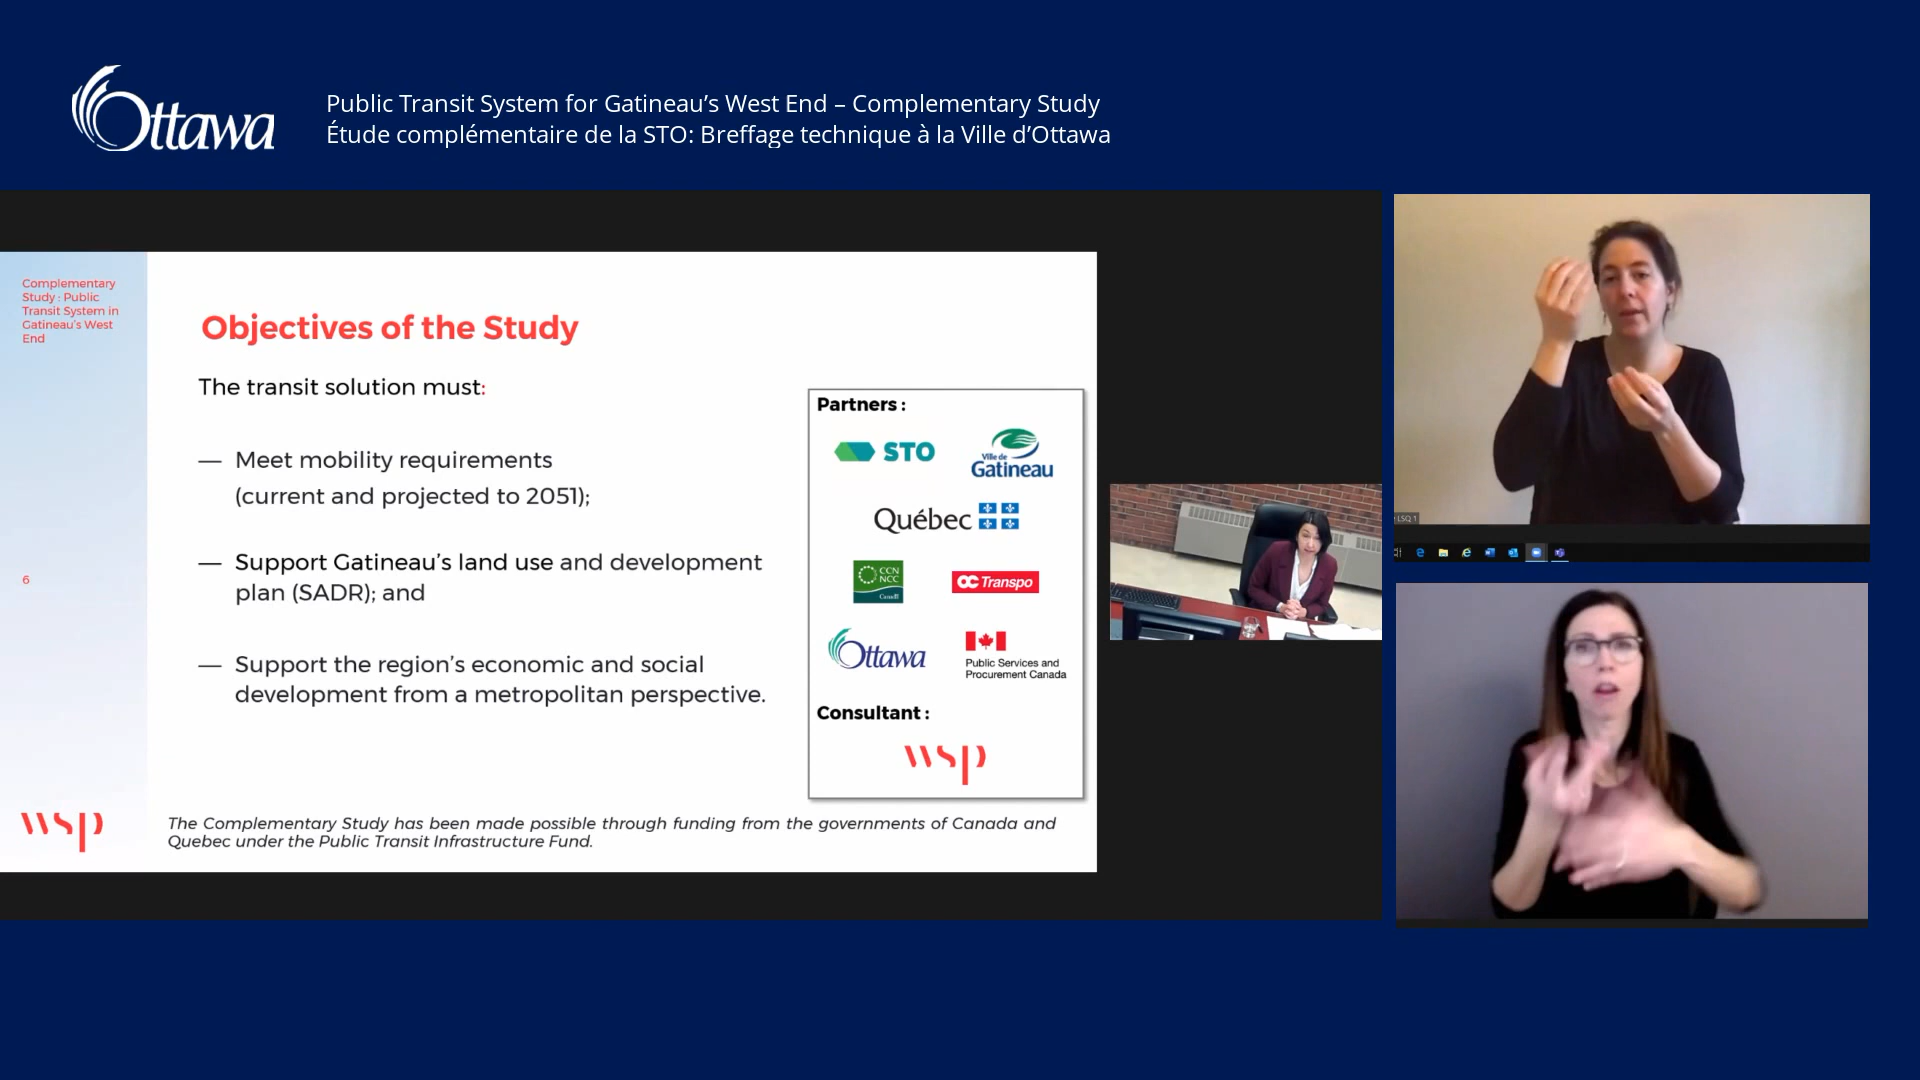 Ottawa
Public Transit System for Gatineau's West End – Complementary Study
Étude complémentaire de la STO: Breffage technique à la Ville d'Ottawa
Complementary
Study : Public
Transit System in
Gatineau's West
End
6
wsp
Objectives of the Study
The transit solution must:
— Meet mobility requirements
(current and projected to 2051);
— Support Gatineau's land use and development
plan (SADR); and
— Support the region's economic and social
development from a metropolitan perspective.
Partners :
STO
Ville de
Gatineau
Québec
CCN
NCC
Canada
OC Transpo
Ottawa
Public Services and
Procurement Canada
Consultant :
wsp
The Complementary Study has been made possible through funding from the governments of Canada and
Quebec under the Public Transit Infrastructure Fund.
LSQ 1